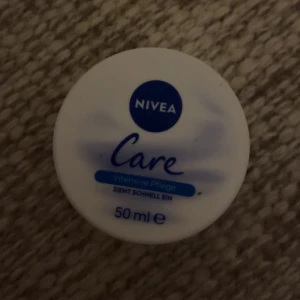 NIVEA
Care
Intensive Pflege
ZIEHT SCHNELL EIN
50 ml e